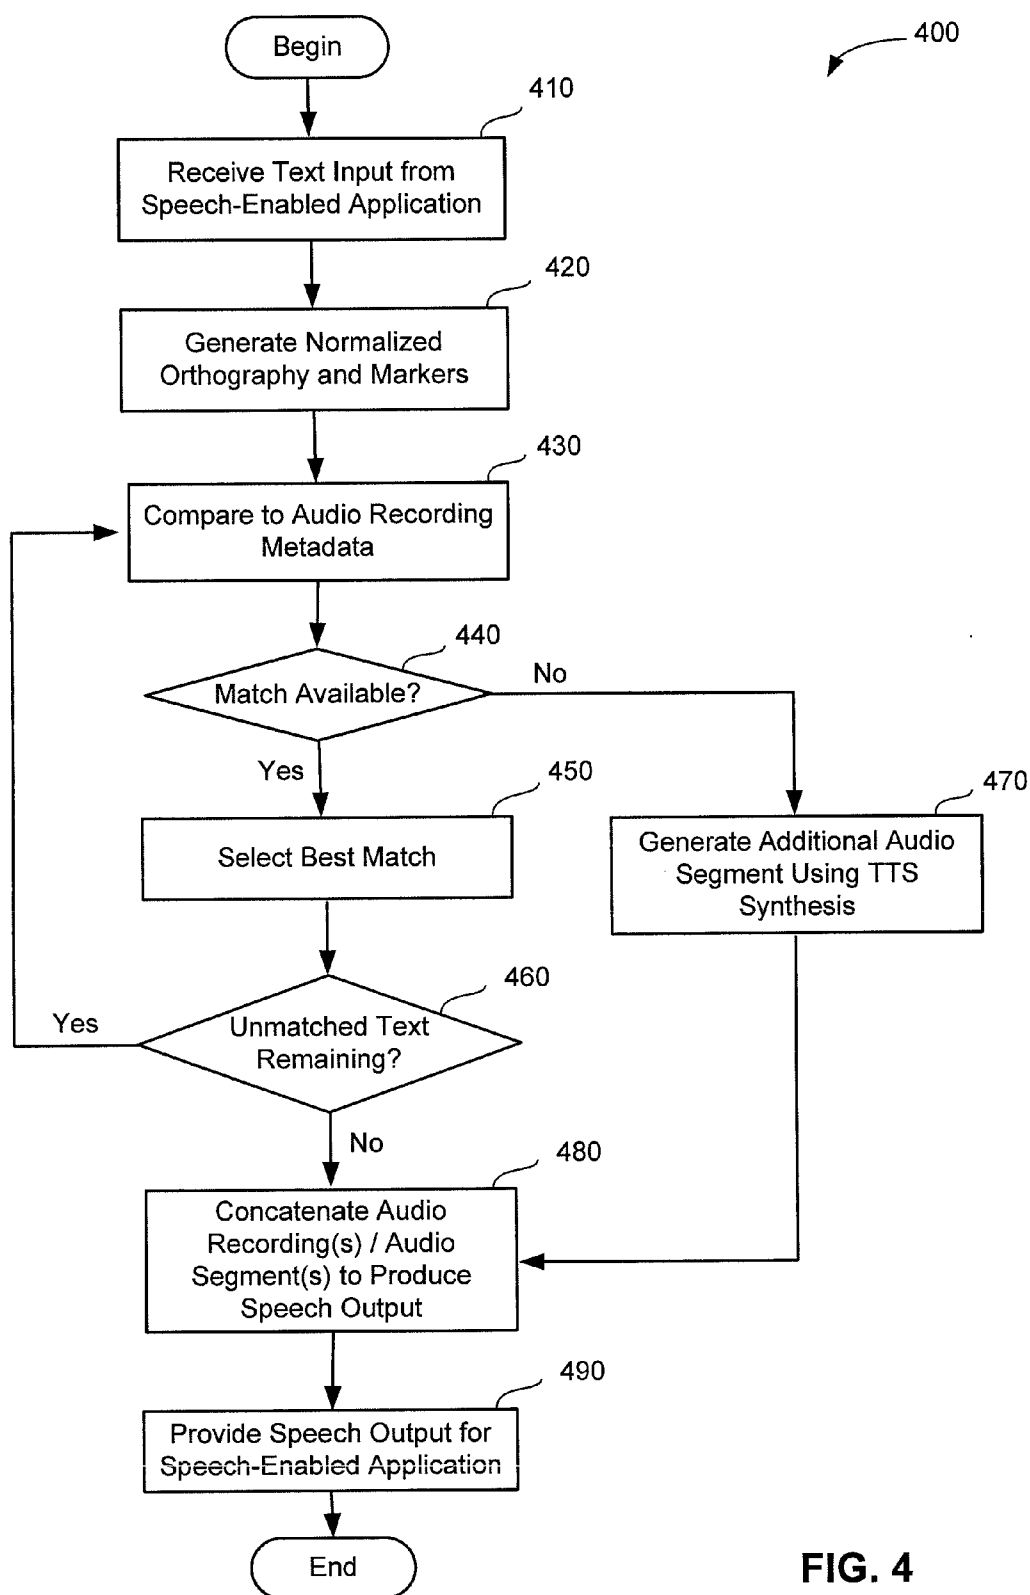 Begin
400
410
Receive Text Input from
Speech-Enabled Application
420
Generate Normalized
Orthography and Markers
430
Compare to Audio Recording
Metadata
440
Match Available?
No
Yes
450
Select Best Match
470
Generate Additional Audio
Segment Using TTS
Synthesis
460
Unmatched Text
Remaining?
Yes
No
480
Concatenate Audio
Recording(s) / Audio
Segment(s) to Produce
Speech Output
490
Provide Speech Output for
Speech-Enabled Application
End
FIG. 4